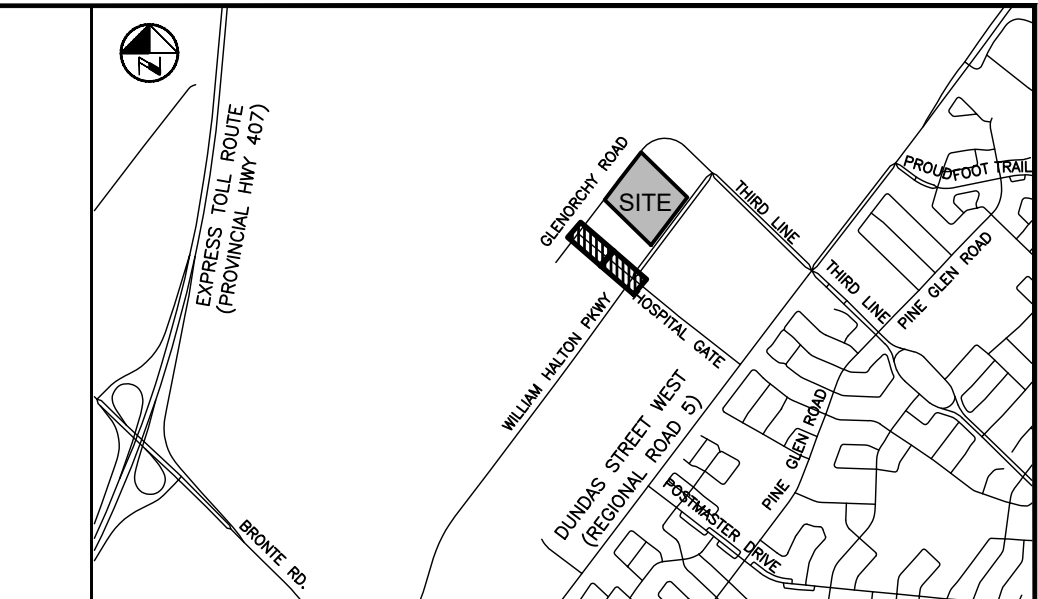 N
EXPRESS TOLL ROUTE
(PROVINCIAL HWY 407)
GLENORCHY ROAD
SITE
THIRD LINE
PROUDFOOT TRAIL
THIRD LINE
PINE GLEN ROAD
HOSPITAL GATE
WILLIAM HALTON PKWY
DUNDAS STREET WEST
(REGIONAL ROAD 5)
PINE GLEN ROAD
POSTMASTER DRIVE
BRONTE RD.